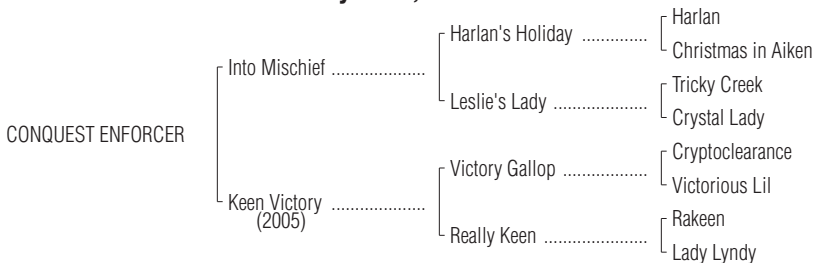 Harlan
Harlan's Holiday ..............
Christmas in Aiken
Into Mischief ....................
Tricky Creek
Leslie's Lady ....................
Crystal Lady
CONQUEST ENFORCER
Cryptoclearance
Victory Gallop ..................
Victorious Lil
Keen Victory ....................
(2005)
Rakeen
Really Keen ......................
Lady Lyndy